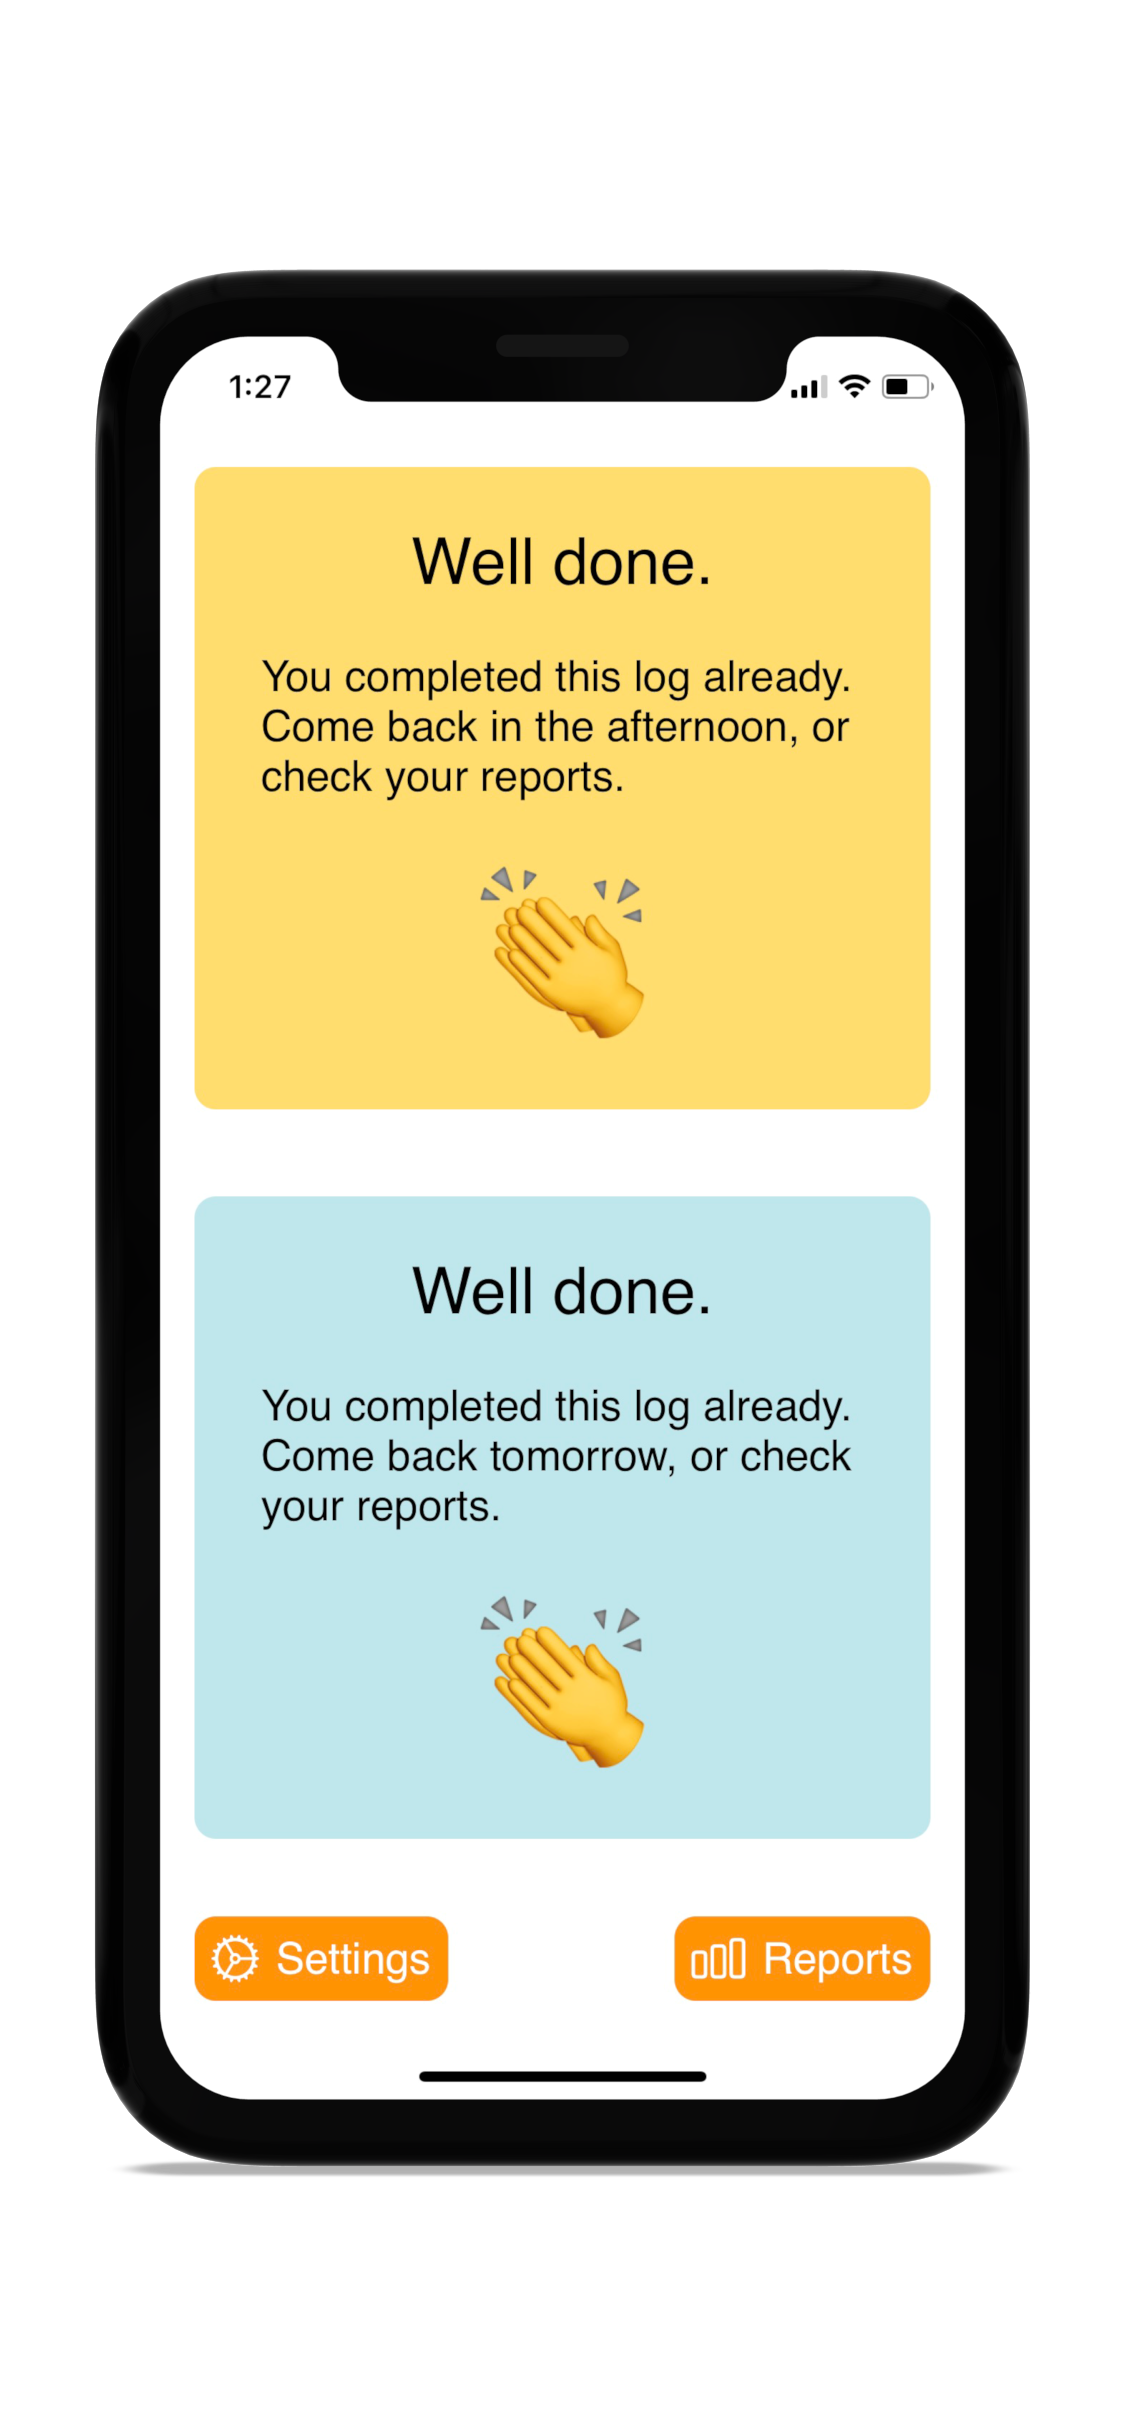 1:27
Well done.
You completed this log already.
Come back in the afternoon, or
check your reports.
Well done.
You completed this log already.
Come back tomorrow, or check
your reports.
Settings
Reports